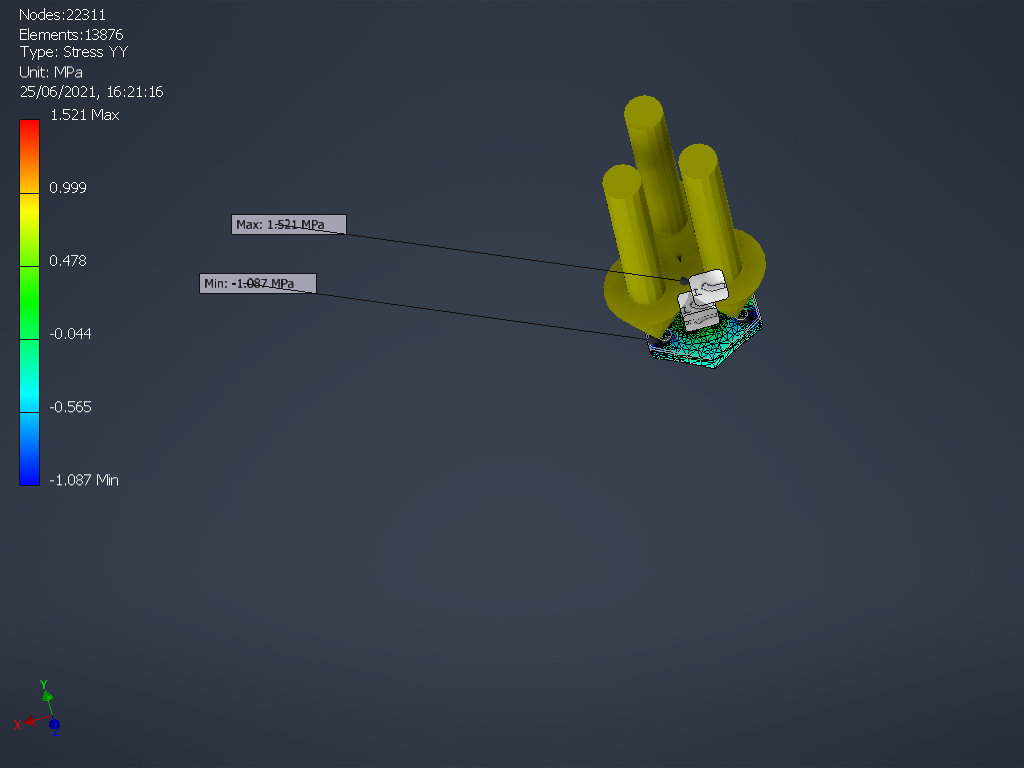 Nodes:22311
Elements:13876
Type: Stress YY
Unit: MPa
25/06/2021, 16:21:16
1.521 Max
0.999
0.478
-0.044
-0.565
-1.087 Min
Max: 1.521 MPa
Min: -1.087 MPa
Y
X
Z